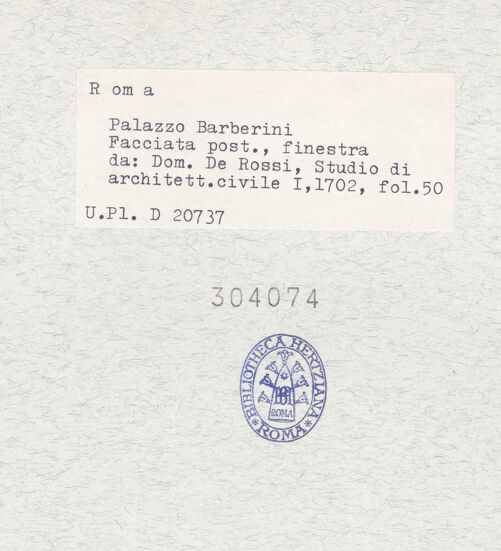 R om a
Palazzo Barberini
Facciata post., finestra
da: Dom. De Rossi, Studio di
architett.civile I,1702, fol.50
U.Pl. D 20737
304074
*BIBLIOTHECA HERTZIANA*
ROMA
ROMA